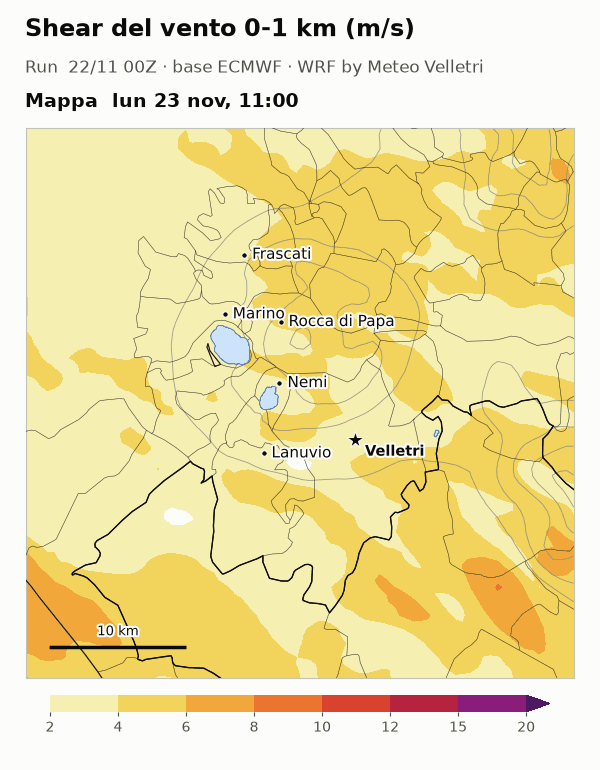 Shear del vento 0-1 km (m/s)
Run  22/11 00Z · base ECMWF · WRF by Meteo Velletri
Mappa  lun 23 nov, 11:00
Frascati
Marino
Rocca di Papa
Nemi
Velletri
Lanuvio
10 km
2 4 6 8 10 12 15 20